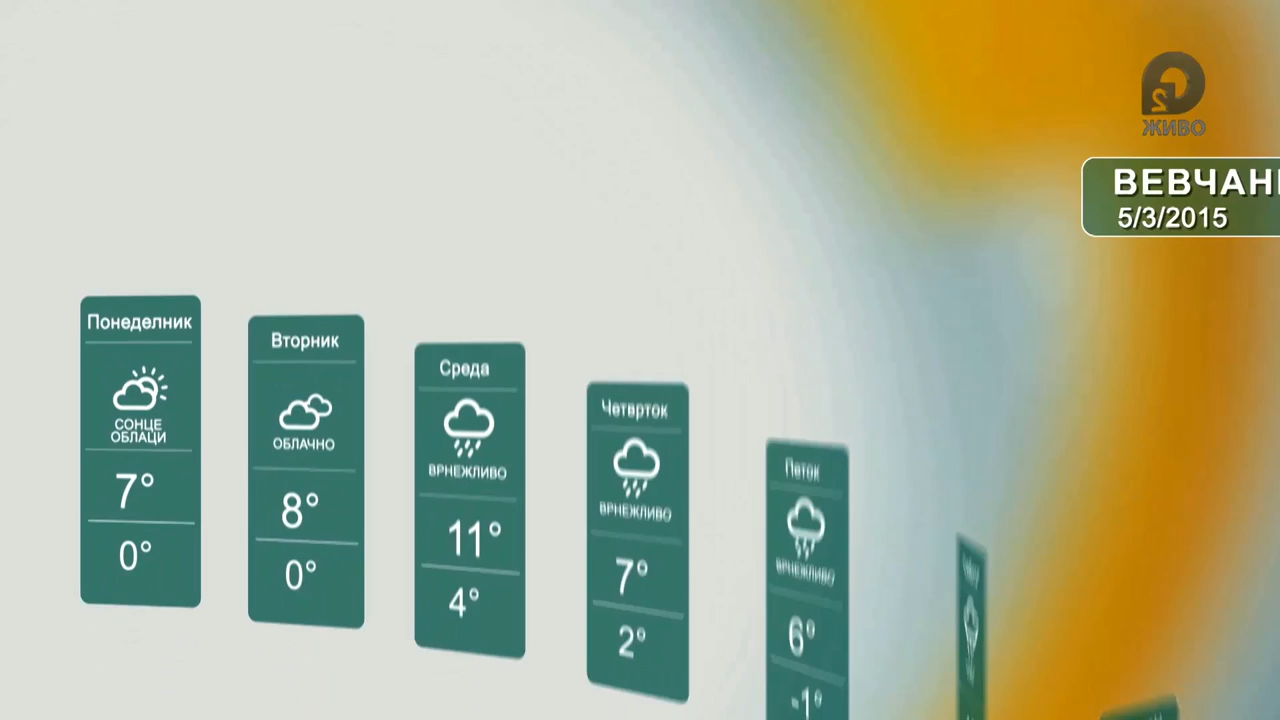 ЖИВО
ВЕВЧАН
5/3/2015
Понеделник
СОНЦЕ
ОБЛАЦИ
7°
0°
Вторник
ОБЛАЧНО
8°
0°
Среда
ВРНЕЖЛИВО
11°
4°
Четврток
ВРНЕЖЛИВО
7°
2°
Петок
ВРНЕЖЛИВО
6°
-1°